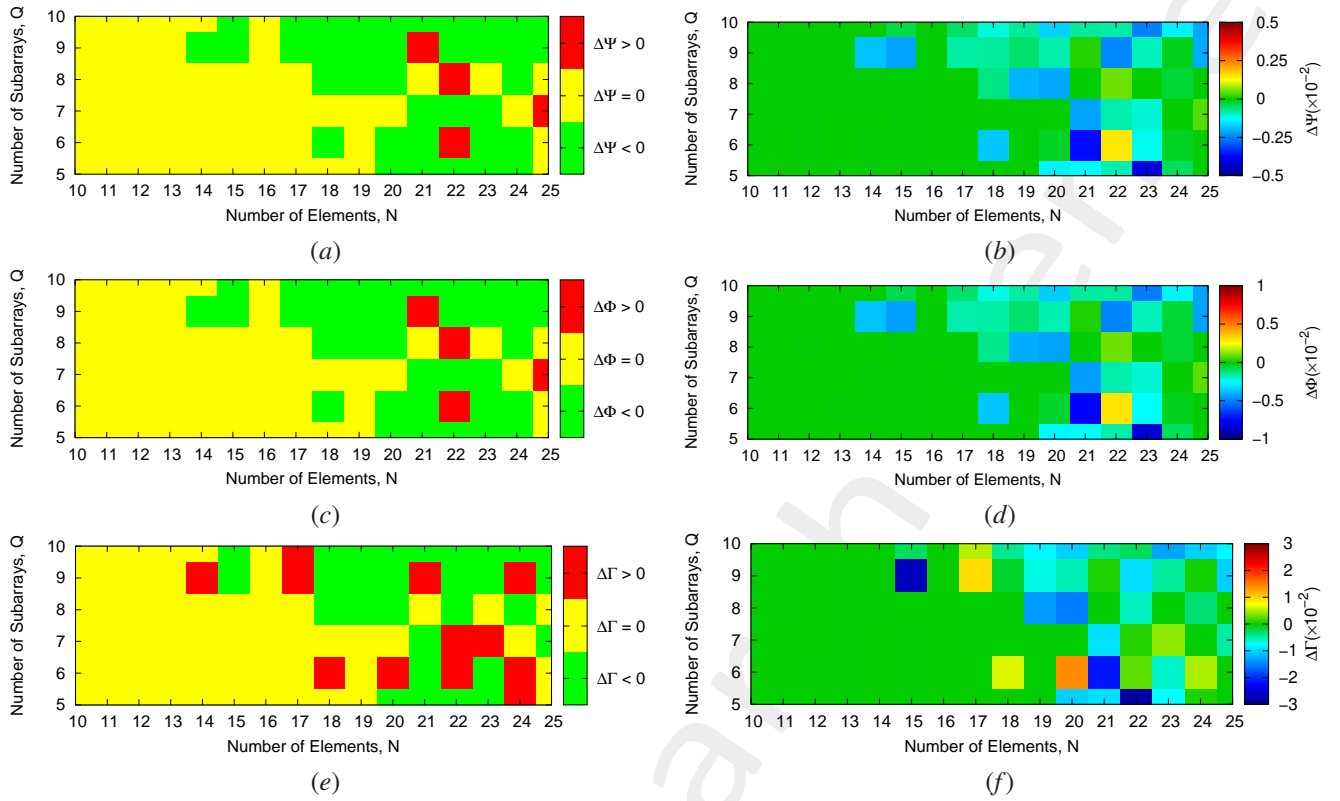 Number of Subarrays, Q
10
9
8
7
6
5
10 11 12 13 14 15 16 17 18 19 20 21 22 23 24 25
Number of Elements, N
ΔΨ > 0
ΔΨ = 0
ΔΨ < 0
(a)
Number of Subarrays, Q
10
9
8
7
6
5
10 11 12 13 14 15 16 17 18 19 20 21 22 23 24 25
Number of Elements, N
0.5
0.25
0
−0.25
−0.5
ΔΨ(×10⁻²)
(b)
Number of Subarrays, Q
10
9
8
7
6
5
10 11 12 13 14 15 16 17 18 19 20 21 22 23 24 25
Number of Elements, N
ΔΦ > 0
ΔΦ = 0
ΔΦ < 0
(c)
Number of Subarrays, Q
10
9
8
7
6
5
10 11 12 13 14 15 16 17 18 19 20 21 22 23 24 25
Number of Elements, N
1
0.5
0
−0.5
−1
ΔΦ(×10⁻²)
(d)
Number of Subarrays, Q
10
9
8
7
6
5
10 11 12 13 14 15 16 17 18 19 20 21 22 23 24 25
Number of Elements, N
ΔΓ > 0
ΔΓ = 0
ΔΓ < 0
(e)
Number of Subarrays, Q
10
9
8
7
6
5
10 11 12 13 14 15 16 17 18 19 20 21 22 23 24 25
Number of Elements, N
3
2
1
0
−1
−2
−3
ΔΓ(×10⁻²)
(f)